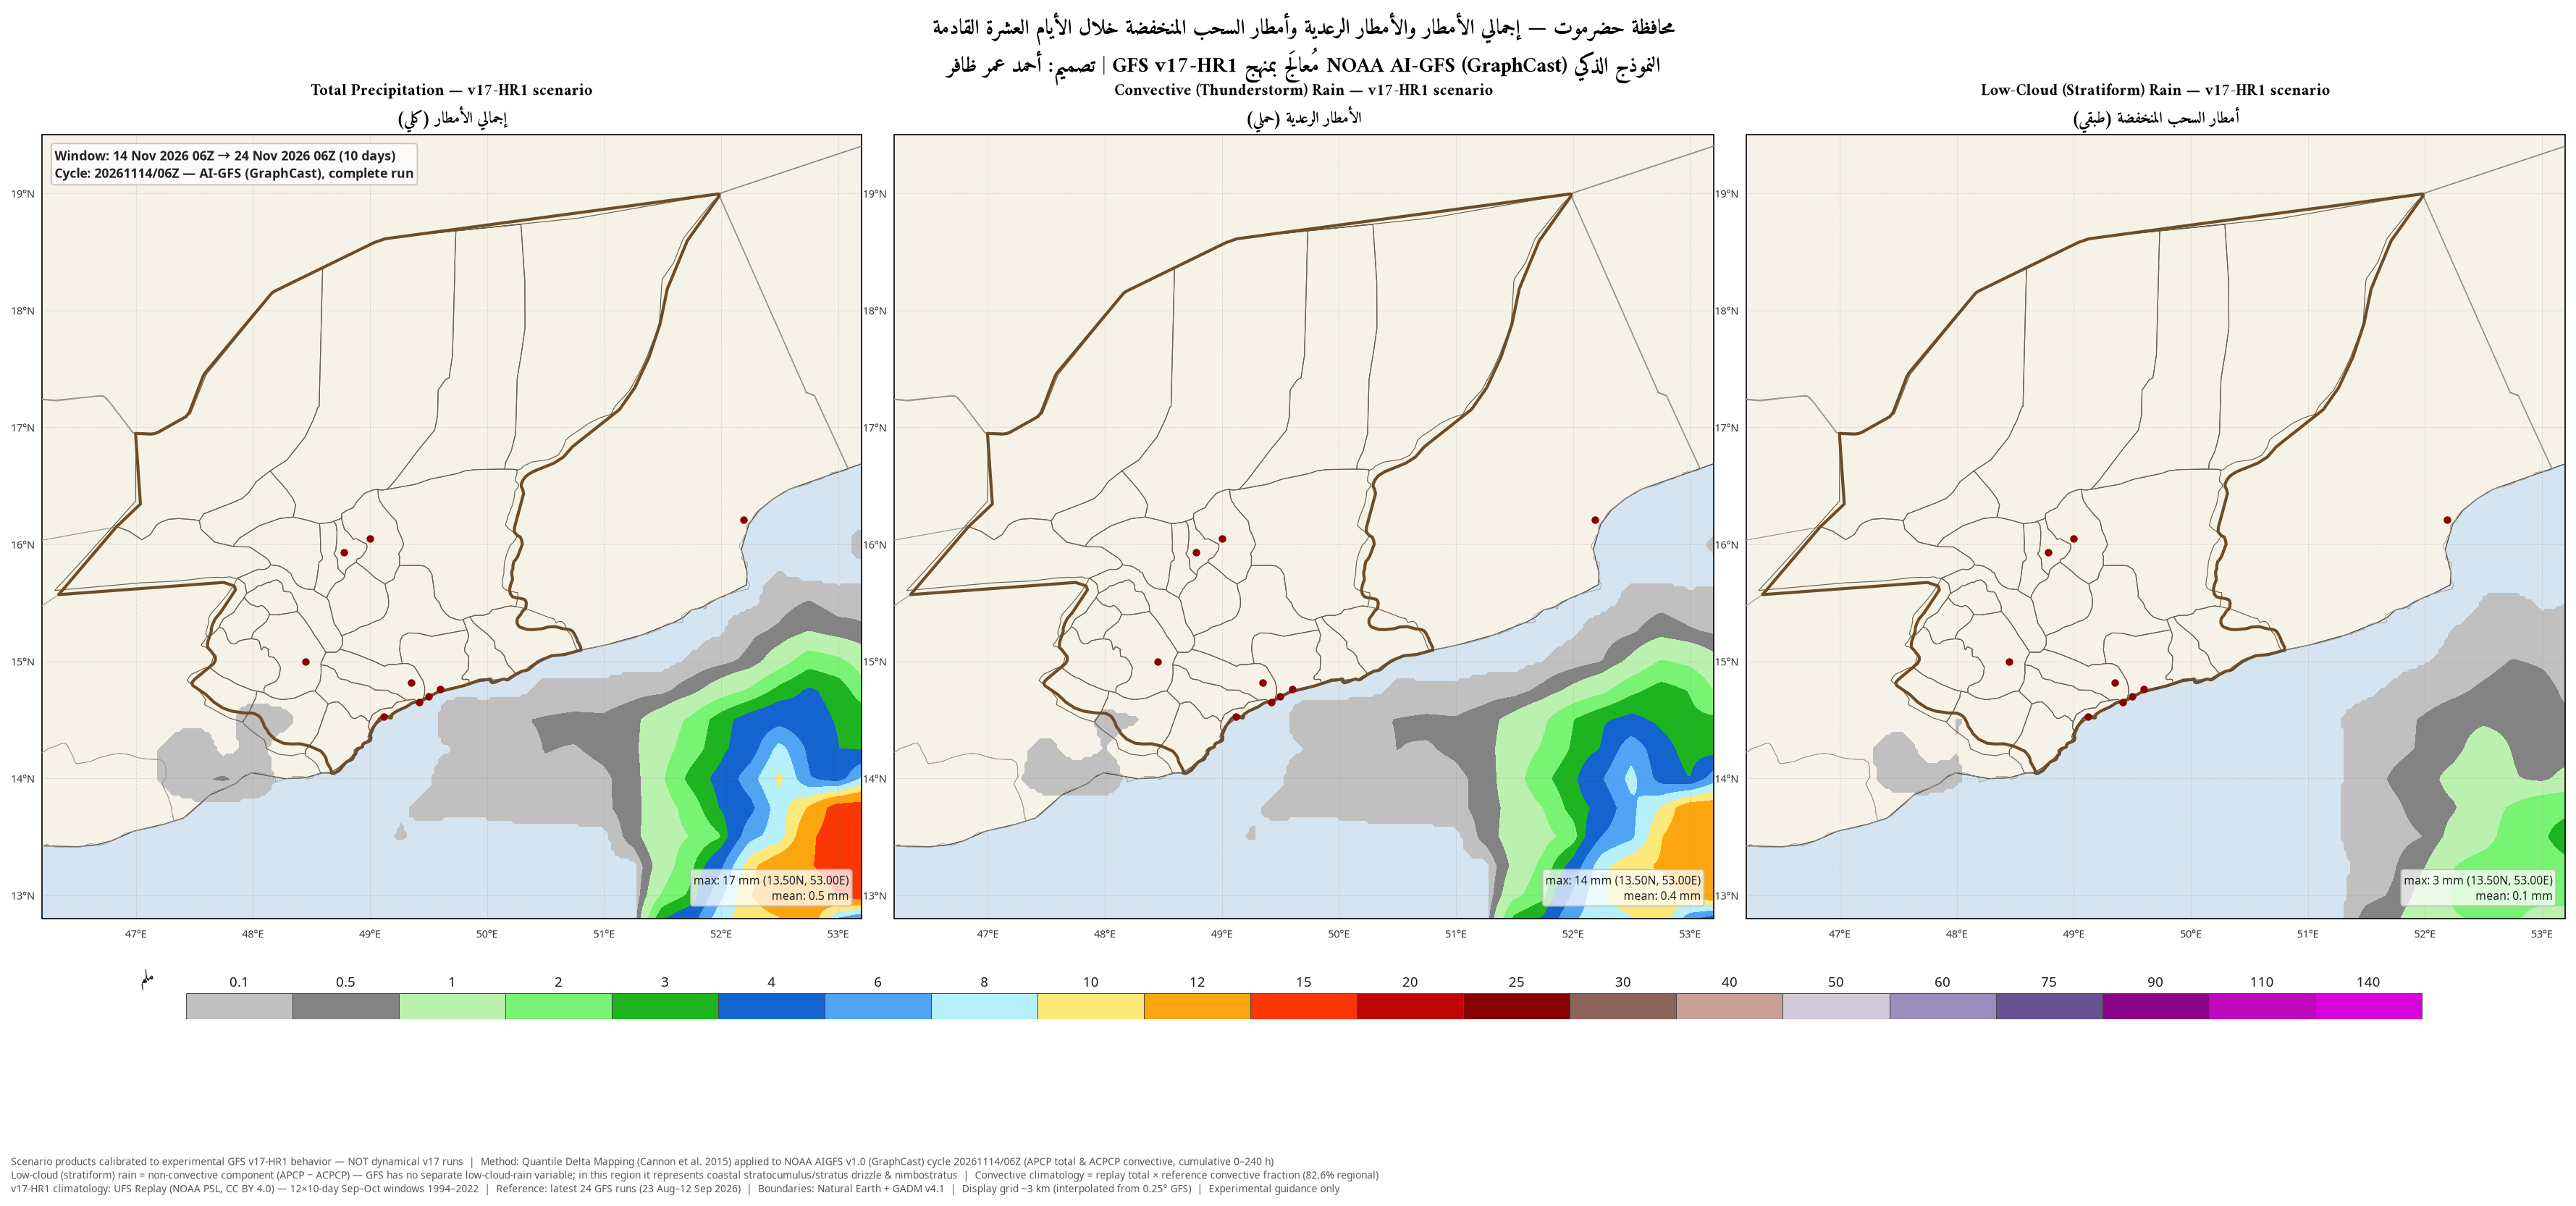 محافظة حضرموت — إجمالي الأمطار والأمطار الرعدية وأمطار السحب المنخفضة خلال الأيام العشرة القادمة
النموذج الذكي NOAA AI-GFS (GraphCast) مُعالَج بمنهج GFS v17-HR1 | تصميم: أحمد عمر ظافر
Total Precipitation — v17-HR1 scenario
إجمالي الأمطار (كلي)
Window: 14 Nov 2026 06Z → 24 Nov 2026 06Z (10 days)
Cycle: 20261114/06Z — AI-GFS (GraphCast), complete run
19°N
18°N
17°N
16°N
15°N
14°N
13°N
max: 17 mm (13.50N, 53.00E)
mean: 0.5 mm
47°E 48°E 49°E 50°E 51°E 52°E 53°E
Convective (Thunderstorm) Rain — v17-HR1 scenario
الأمطار الرعدية (حملي)
19°N
18°N
17°N
16°N
15°N
14°N
13°N
max: 14 mm (13.50N, 53.00E)
mean: 0.4 mm
47°E 48°E 49°E 50°E 51°E 52°E 53°E
Low-Cloud (Stratiform) Rain — v17-HR1 scenario
أمطار السحب المنخفضة (طبقي)
19°N
18°N
17°N
16°N
15°N
14°N
13°N
max: 3 mm (13.50N, 53.00E)
mean: 0.1 mm
47°E 48°E 49°E 50°E 51°E 52°E 53°E
ملم
0.1 0.5 1 2 3 4 6 8 10 12 15 20 25 30 40 50 60 75 90 110 140
Scenario products calibrated to experimental GFS v17-HR1 behavior — NOT dynamical v17 runs | Method: Quantile Delta Mapping (Cannon et al. 2015) applied to NOAA AIGFS v1.0 (GraphCast) cycle 20261114/06Z (APCP total & ACPCP convective, cumulative 0–240 h)
Low-cloud (stratiform) rain = non-convective component (APCP − ACPCP) — GFS has no separate low-cloud-rain variable; in this region it represents coastal stratocumulus/stratus drizzle & nimbostratus | Convective climatology = replay total × reference convective fraction (82.6% regional)
v17-HR1 climatology: UFS Replay (NOAA PSL, CC BY 4.0) — 12×10-day Sep–Oct windows 1994–2022 | Reference: latest 24 GFS runs (23 Aug–12 Sep 2026) | Boundaries: Natural Earth + GADM v4.1 | Display grid ~3 km (interpolated from 0.25° GFS) | Experimental guidance only